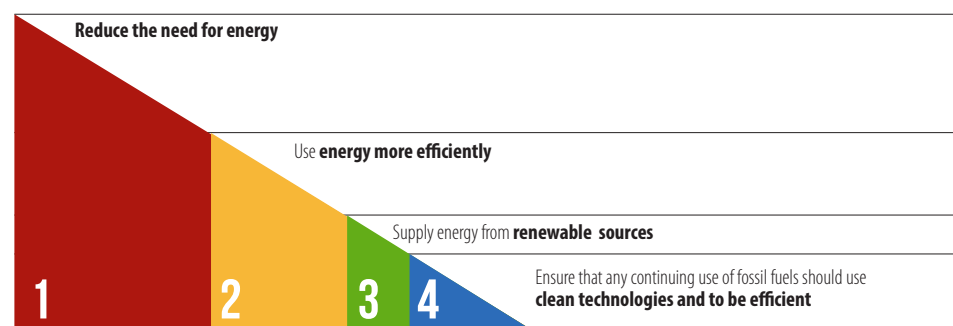 Reduce the need for energy
Use energy more efficiently
Supply energy from renewable sources
Ensure that any continuing use of fossil fuels should use
clean technologies and to be efficient
1 2 3 4